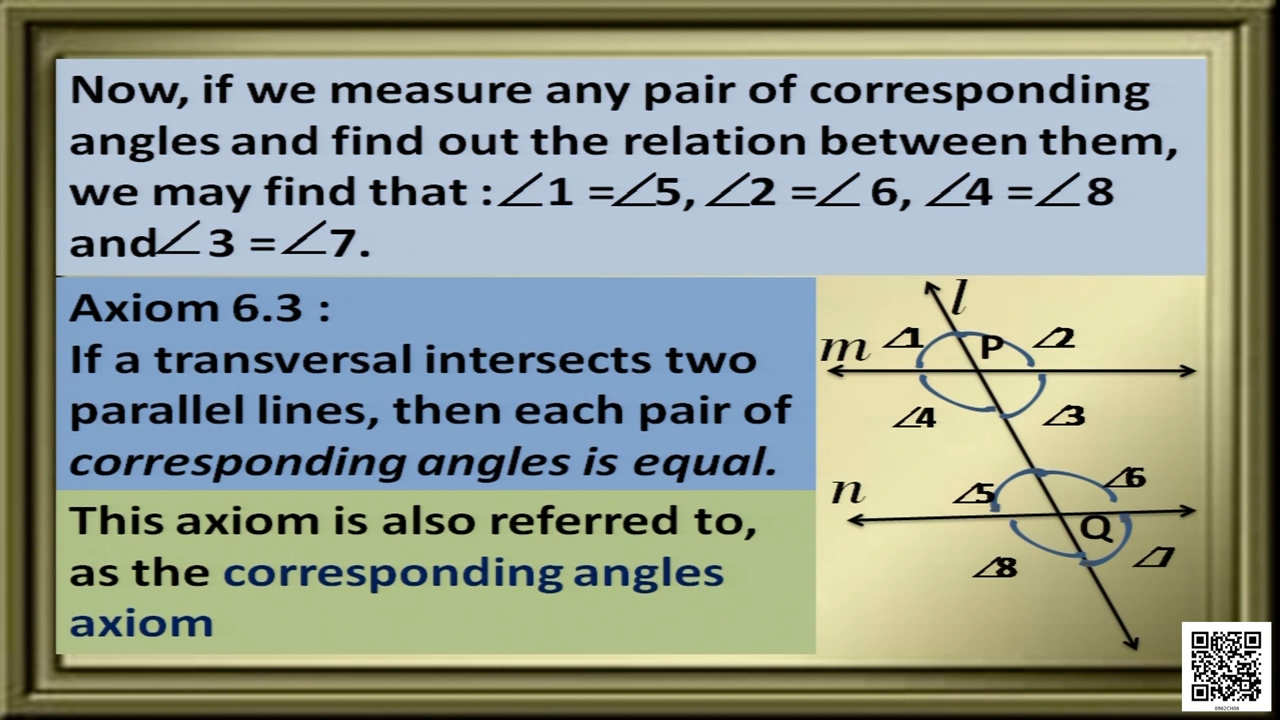 Now, if we measure any pair of corresponding
angles and find out the relation between them,
we may find that : ∠1 =∠5, ∠2 =∠ 6, ∠4 =∠ 8
and∠ 3 = ∠7.
Axiom 6.3 :
If a transversal intersects two
parallel lines, then each pair of
corresponding angles is equal.
This axiom is also referred to,
as the corresponding angles
axiom
l
m ∠1 P ∠2
∠4 ∠3
n ∠5 ∠6
Q
∠8 ∠7
0962CH06